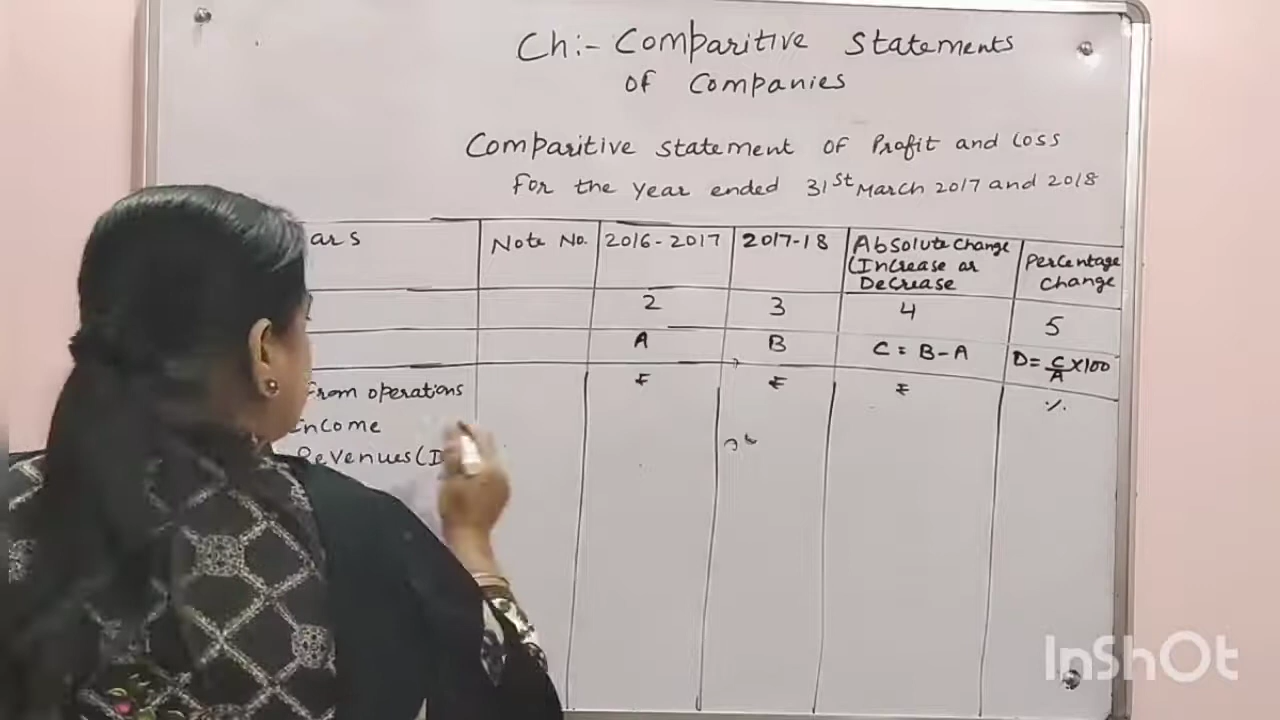 Ch:- Comparitive Statements
of Companies
Comparitive statement of Profit and Loss
For the year ended 31st March 2017 and 2018
ars Note No. 2016-2017 2017-18 Absolute Change (Increase or Decrease Percentage Change
2 3 4 5
A B C = B-A D = C/A x100
₹ ₹ ₹ %
From operations
Income
Revenues (I
InShOt